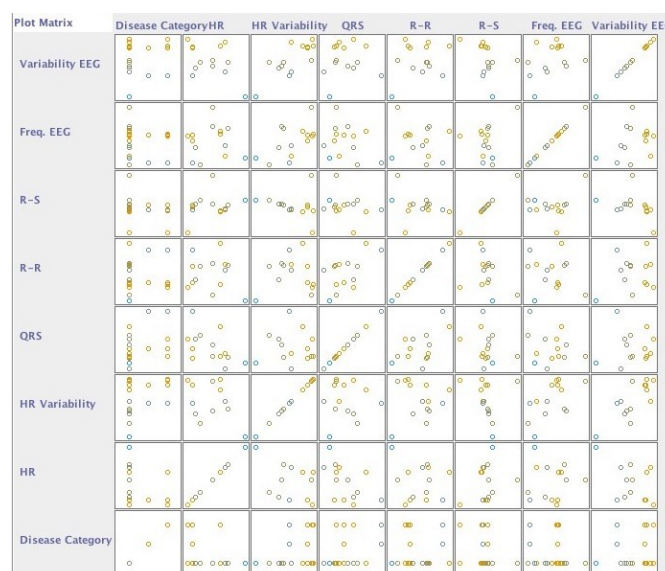 Plot Matrix
Disease Category HR HR Variability QRS R-R R-S Freq. EEG Variability EE
Variability EEG
Freq. EEG
R-S
R-R
QRS
HR Variability
HR
Disease Category